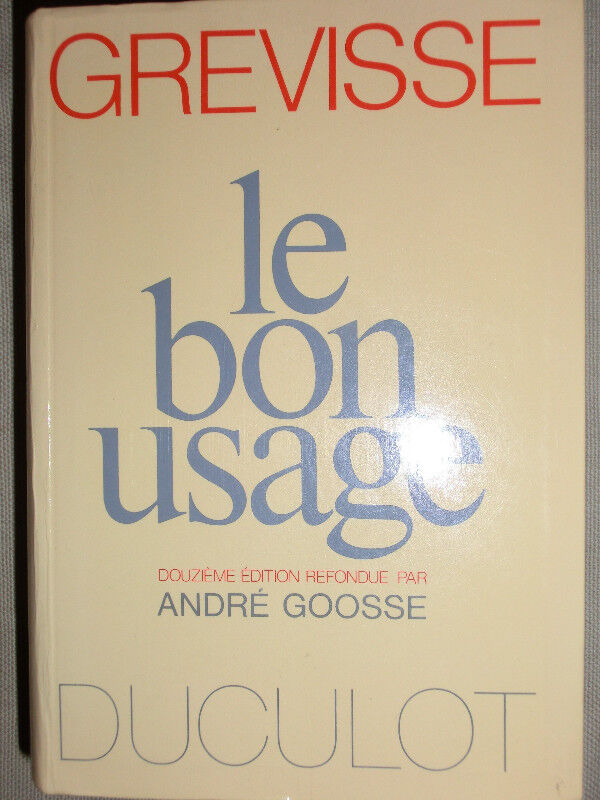 GREVISSE
le
bon
usage
DOUZIÈME ÉDITION REFONDUE PAR
ANDRÉ GOOSSE
DUCULOT